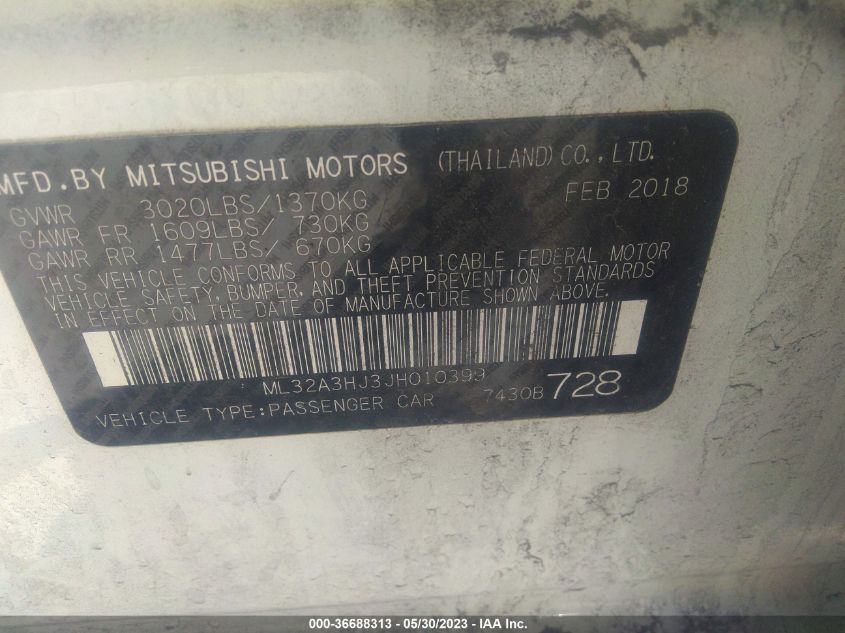 MFD.BY MITSUBISHI MOTORS (THAILAND) CO., LTD.
FEB 2018
GVWR 3020LBS/1370KG
GAWR FR 1609LBS/ 730KG
GAWR RR 1477LBS/ 670KG
THIS VEHICLE CONFORMS TO ALL APPLICABLE FEDERAL MOTOR
VEHICLE SAFETY, BUMPER, AND THEFT PREVENTION STANDARDS
IN EFFECT ON THE DATE OF MANUFACTURE SHOWN ABOVE.
ML32A3HJ3JH010399
VEHICLE TYPE:PASSENGER CAR 7430B 728
000-36688313 — 05/30/2023 — IAA Inc.